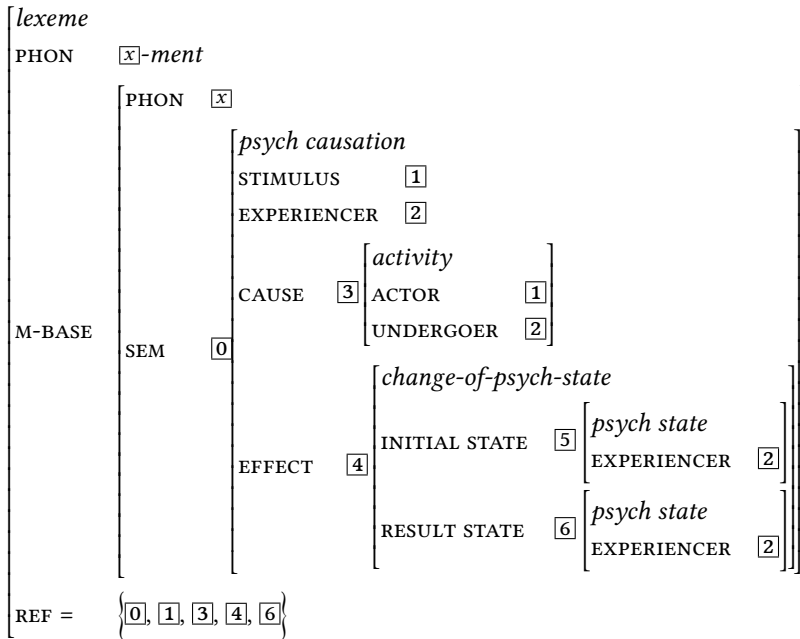 lexeme
PHON x-ment
PHON x
psych causation
STIMULUS 1
EXPERIENCER 2
activity
CAUSE 3 ACTOR 1
UNDERGOER 2
M-BASE
SEM 0
change-of-psych-state
psych state
INITIAL STATE 5
EXPERIENCER 2
EFFECT 4
psych state
RESULT STATE 6
EXPERIENCER 2
REF = {0, 1, 3, 4, 6}